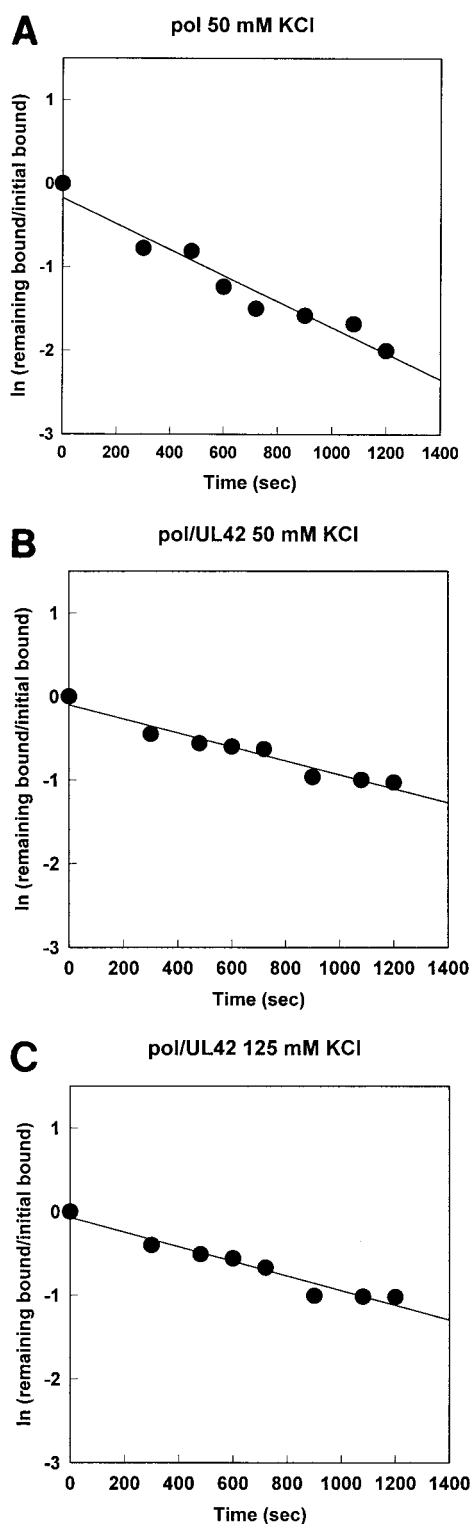 A
pol 50 mM KCl
ln (remaining bound/initial bound)
1
0
-1
-2
-3
0 200 400 600 800 1000 1200 1400
Time (sec)
B
pol/UL42 50 mM KCl
ln (remaining bound/initial bound)
1
0
-1
-2
-3
0 200 400 600 800 1000 1200 1400
Time (sec)
C
pol/UL42 125 mM KCl
ln (remaining bound/initial bound)
1
0
-1
-2
-3
0 200 400 600 800 1000 1200 1400
Time (sec)